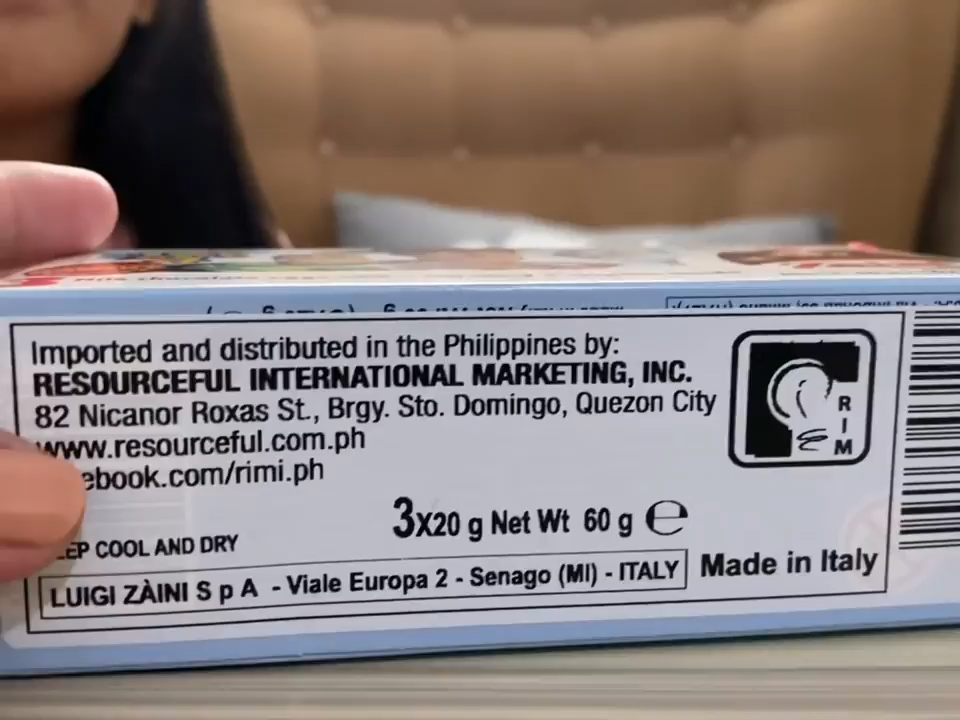 Imported and distributed in the Philippines by:
RESOURCEFUL INTERNATIONAL MARKETING, INC.
82 Nicanor Roxas St., Brgy. Sto. Domingo, Quezon City
www.resourceful.com.ph
ebook.com/rimi.ph
R
I
M
3x20 g Net Wt 60 g e
EP COOL AND DRY
LUIGI ZÀINI S p A - Viale Europa 2 - Senago (MI) - ITALY
Made in Italy